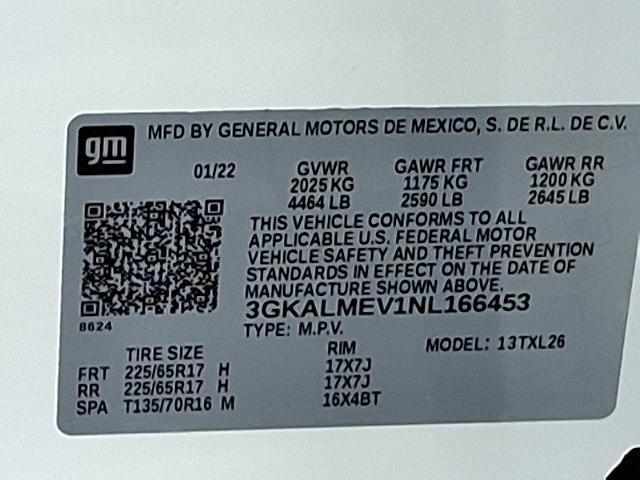 gm MFD BY GENERAL MOTORS DE MEXICO, S. DE R.L. DE C.V.
01/22 GVWR GAWR FRT GAWR RR
2025 KG 1175 KG 1200 KG
4464 LB 2590 LB 2645 LB
THIS VEHICLE CONFORMS TO ALL
APPLICABLE U.S. FEDERAL MOTOR
VEHICLE SAFETY AND THEFT PREVENTION
STANDARDS IN EFFECT ON THE DATE OF
MANUFACTURE SHOWN ABOVE.
3GKALMEV1NL166453
8624
TYPE: M.P.V.
TIRE SIZE RIM MODEL: 13TXL26
FRT 225/65R17 H 17X7J
RR 225/65R17 H 17X7J
SPA T135/70R16 M 16X4BT